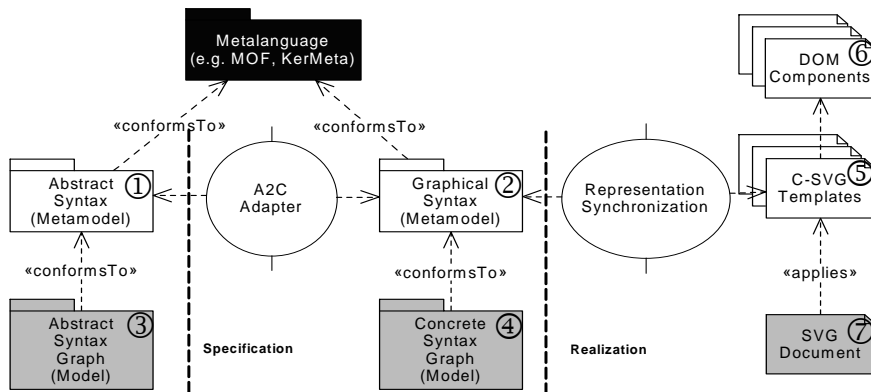 Metalanguage
(e.g. MOF, KerMeta)
DOM
Components
⑥
«conformsTo»
«conformsTo»
Abstract
Syntax
(Metamodel)
①
A2C
Adapter
Graphical
Syntax
(Metamodel)
②
Representation
Synchronization
C-SVG
Templates
⑤
«conformsTo»
«conformsTo»
«applies»
Abstract
Syntax
Graph
(Model)
③
Specification
Concrete
Syntax
Graph
(Model)
④
Realization
SVG
Document
⑦